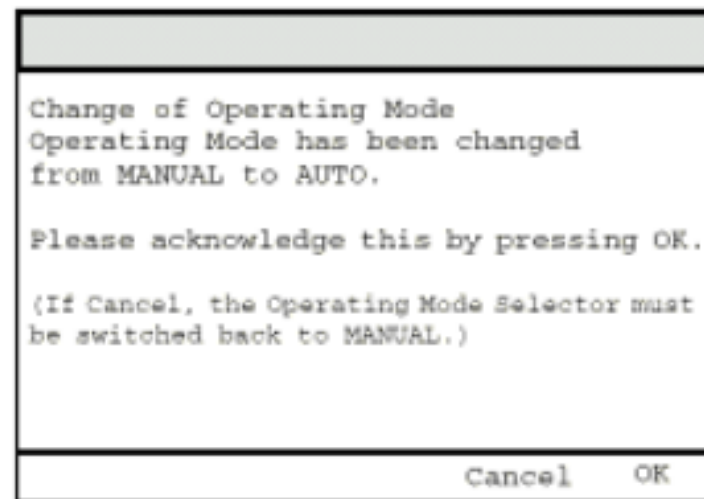 Change of Operating Mode
Operating Mode has been changed
from MANUAL to AUTO.
Please acknowledge this by pressing OK.
(If Cancel, the Operating Mode Selector must
be switched back to MANUAL.)
Cancel OK